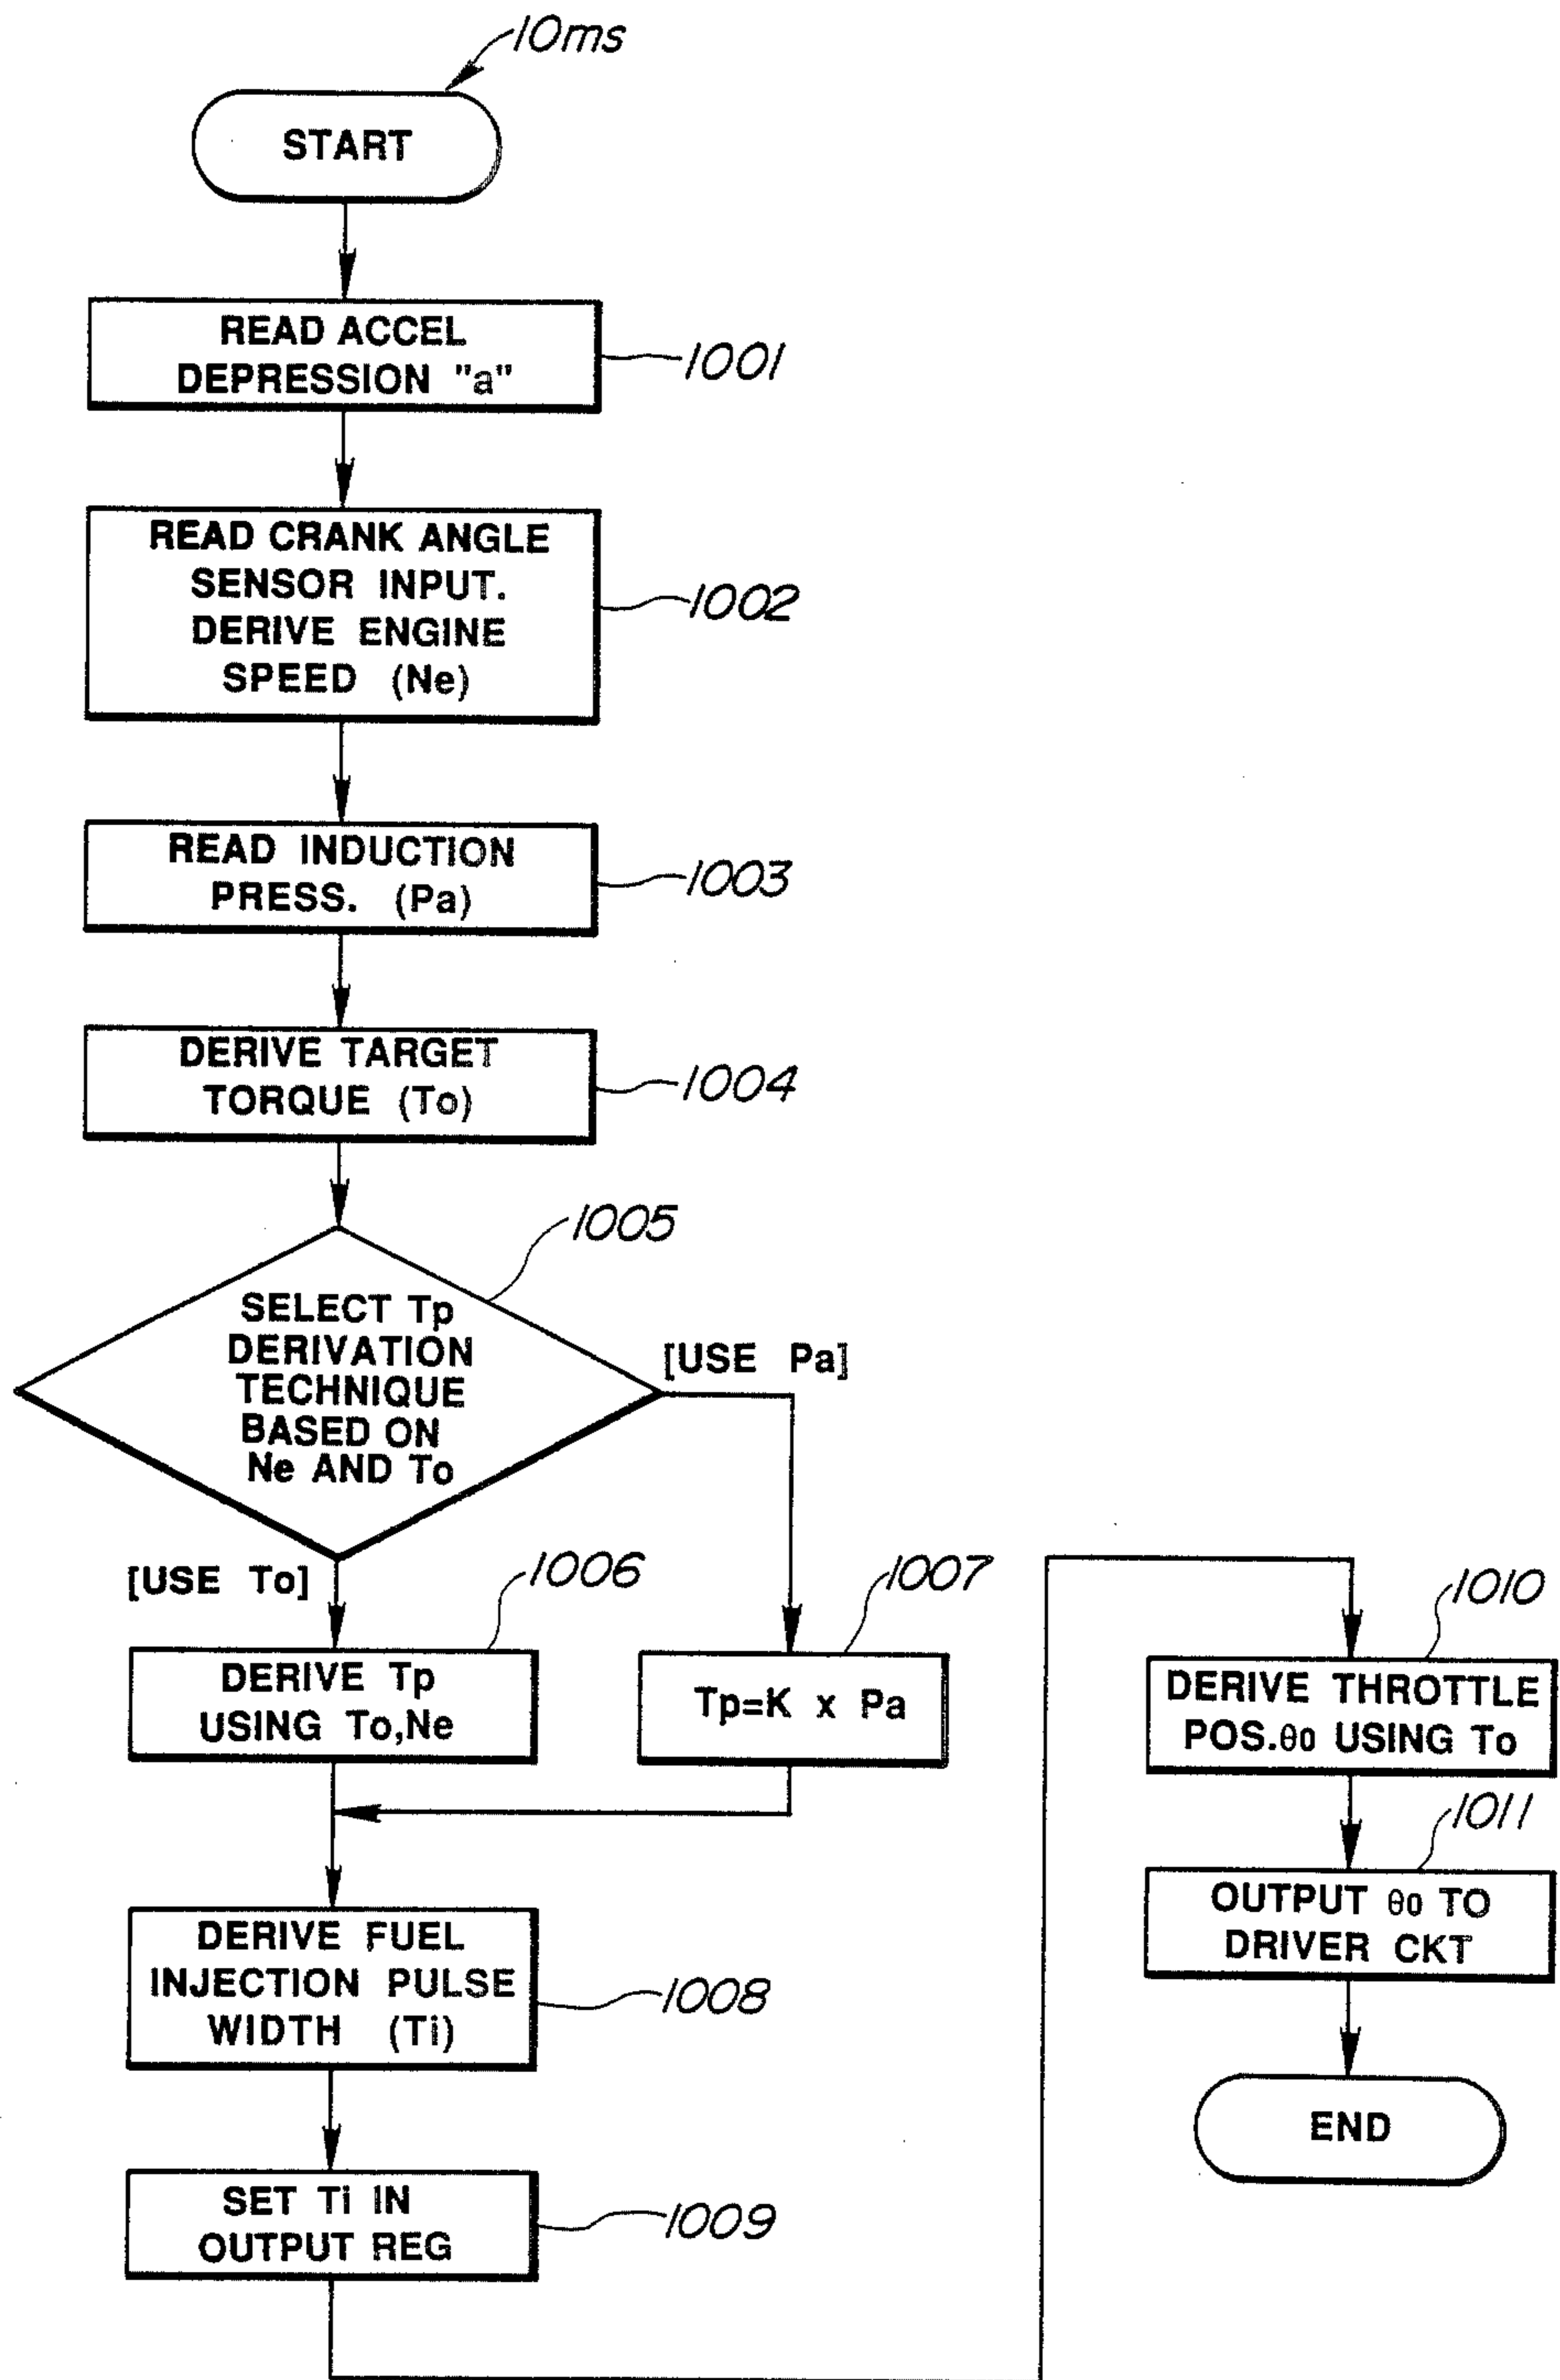 10ms
START
READ ACCEL
DEPRESSION "a"
1001
READ CRANK ANGLE
SENSOR INPUT.
DERIVE ENGINE
SPEED (Ne)
1002
READ INDUCTION
PRESS. (Pa)
1003
DERIVE TARGET
TORQUE (To)
1004
1005
SELECT Tp
DERIVATION
TECHNIQUE
BASED ON
Ne AND To
[USE Pa]
[USE To]
1006
DERIVE Tp
USING To,Ne
1007
Tp=K x Pa
DERIVE FUEL
INJECTION PULSE
WIDTH (Ti)
1008
SET Ti IN
OUTPUT REG
1009
1010
DERIVE THROTTLE
POS.θ0 USING To
1011
OUTPUT θ0 TO
DRIVER CKT
END